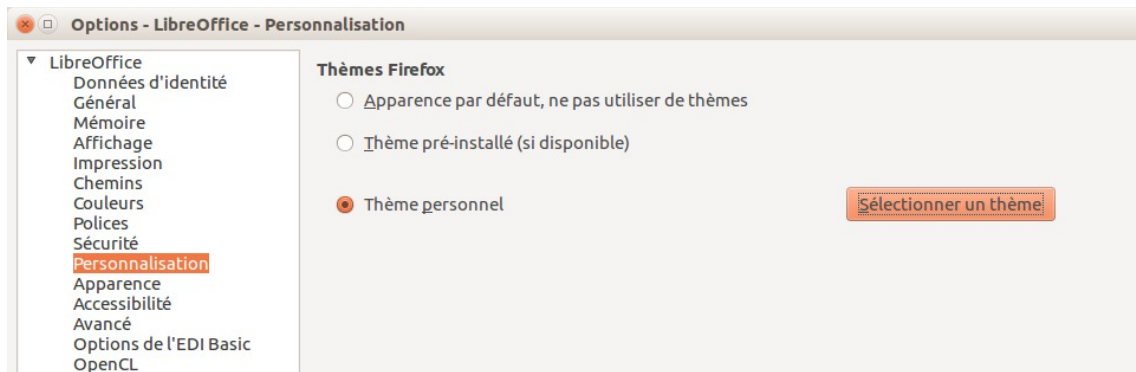 Options - LibreOffice - Personnalisation
LibreOffice
Données d'identité
Général
Mémoire
Affichage
Impression
Chemins
Couleurs
Polices
Sécurité
Personnalisation
Apparence
Accessibilité
Avancé
Options de l'EDI Basic
OpenCL
Thèmes Firefox
Apparence par défaut, ne pas utiliser de thèmes
Thème pré-installé (si disponible)
Thème personnel
Sélectionner un thème